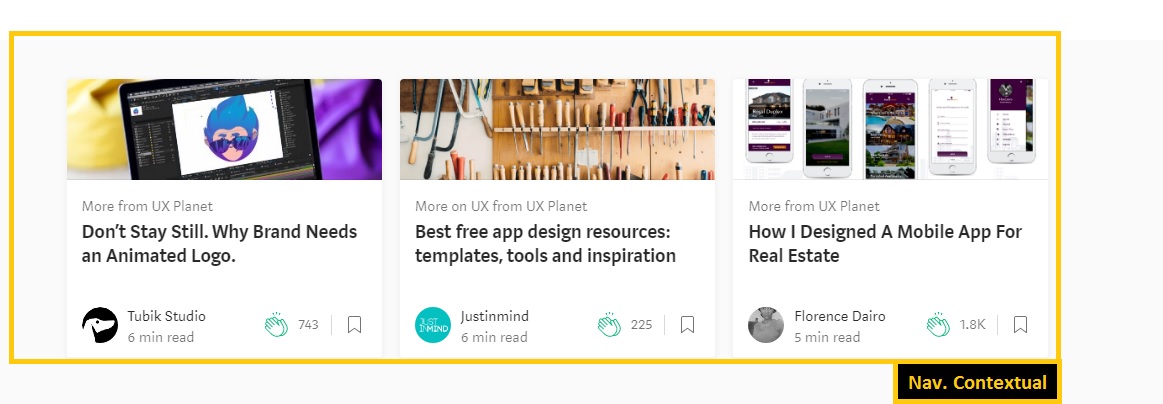 More from UX Planet
Don’t Stay Still. Why Brand Needs
an Animated Logo.
Tubik Studio
6 min read
743
More on UX from UX Planet
Best free app design resources:
templates, tools and inspiration
JUST
INMIND
Justinmind
6 min read
225
More from UX Planet
How I Designed A Mobile App For
Real Estate
Florence Dairo
5 min read
1.8K
Nav. Contextual